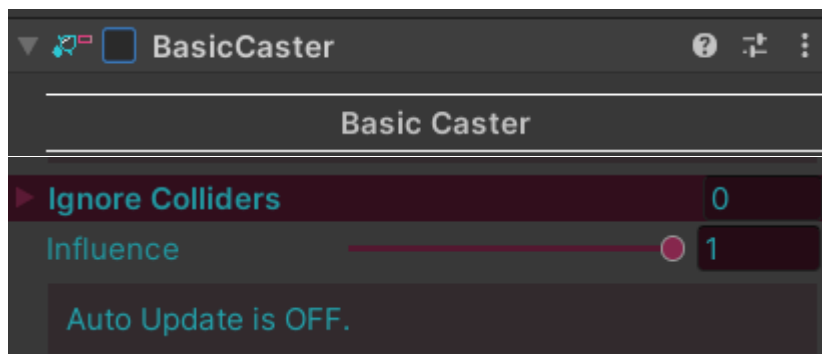 BasicCaster
Basic Caster
Ignore Colliders 0
Influence 1
Auto Update is OFF.